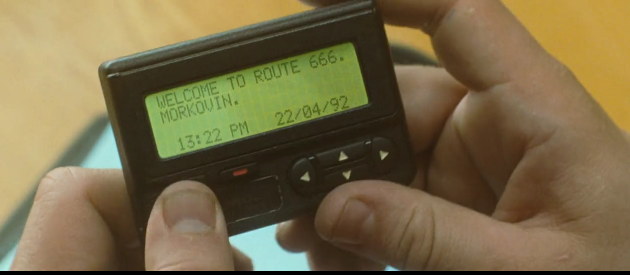 WELCOME TO ROUTE 666.
MORKOVIN.
13:22 PM 22/04/92